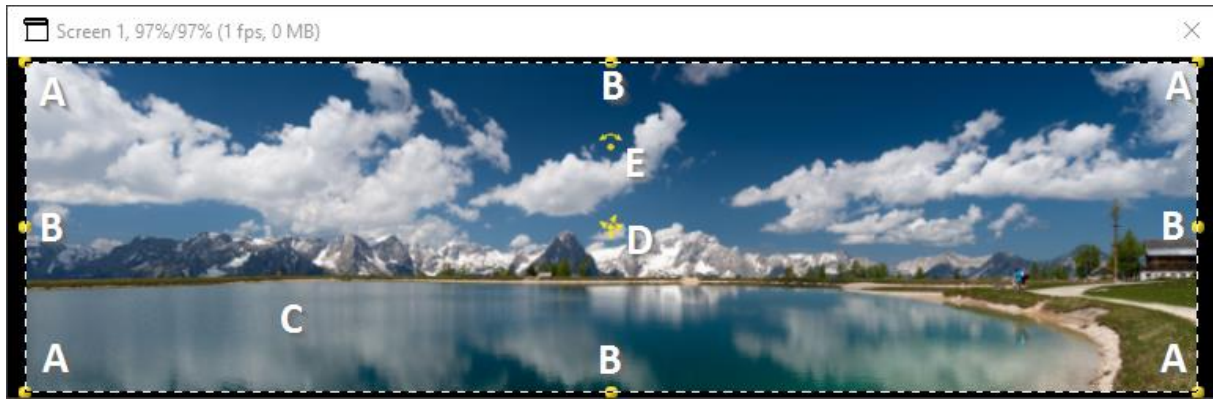 Screen 1, 97%/97% (1 fps, 0 MB)
A B A
E
B D B
C
A B A